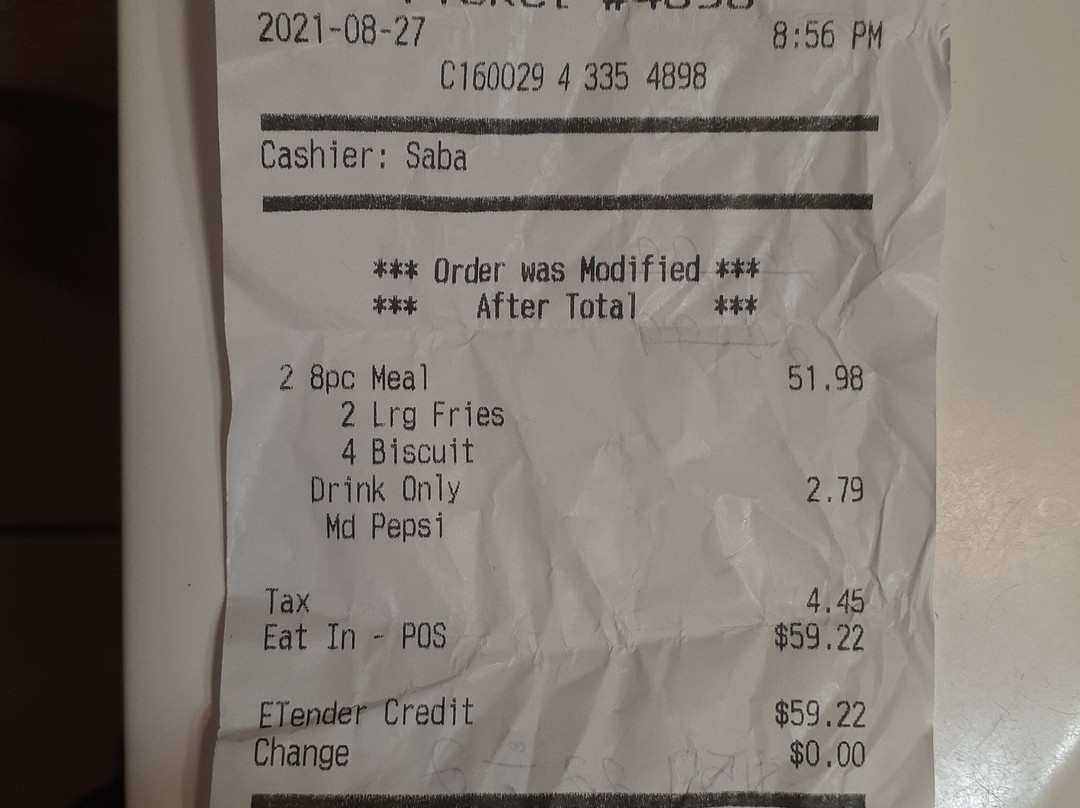 2021-08-27 8:56 PM
C160029 4 335 4898
Cashier: Saba
*** Order was Modified ***
*** After Total ***
2 8pc Meal 51.98
2 Lrg Fries
4 Biscuit
Drink Only 2.79
Md Pepsi
Tax 4.45
Eat In - POS $59.22
ETender Credit $59.22
Change $0.00